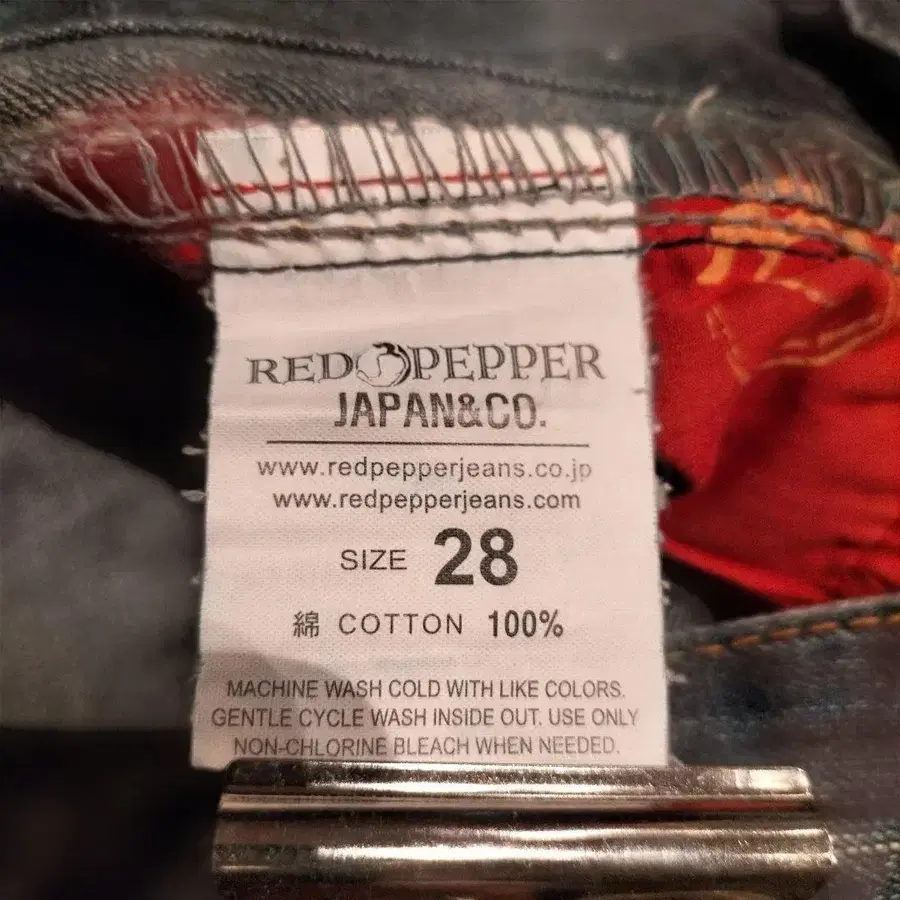 RED PEPPER
JAPAN&CO.
www.redpepperjeans.co.jp
www.redpepperjeans.com
SIZE 28
綿 COTTON 100%
MACHINE WASH COLD WITH LIKE COLORS.
GENTLE CYCLE WASH INSIDE OUT. USE ONLY
NON-CHLORINE BLEACH WHEN NEEDED.